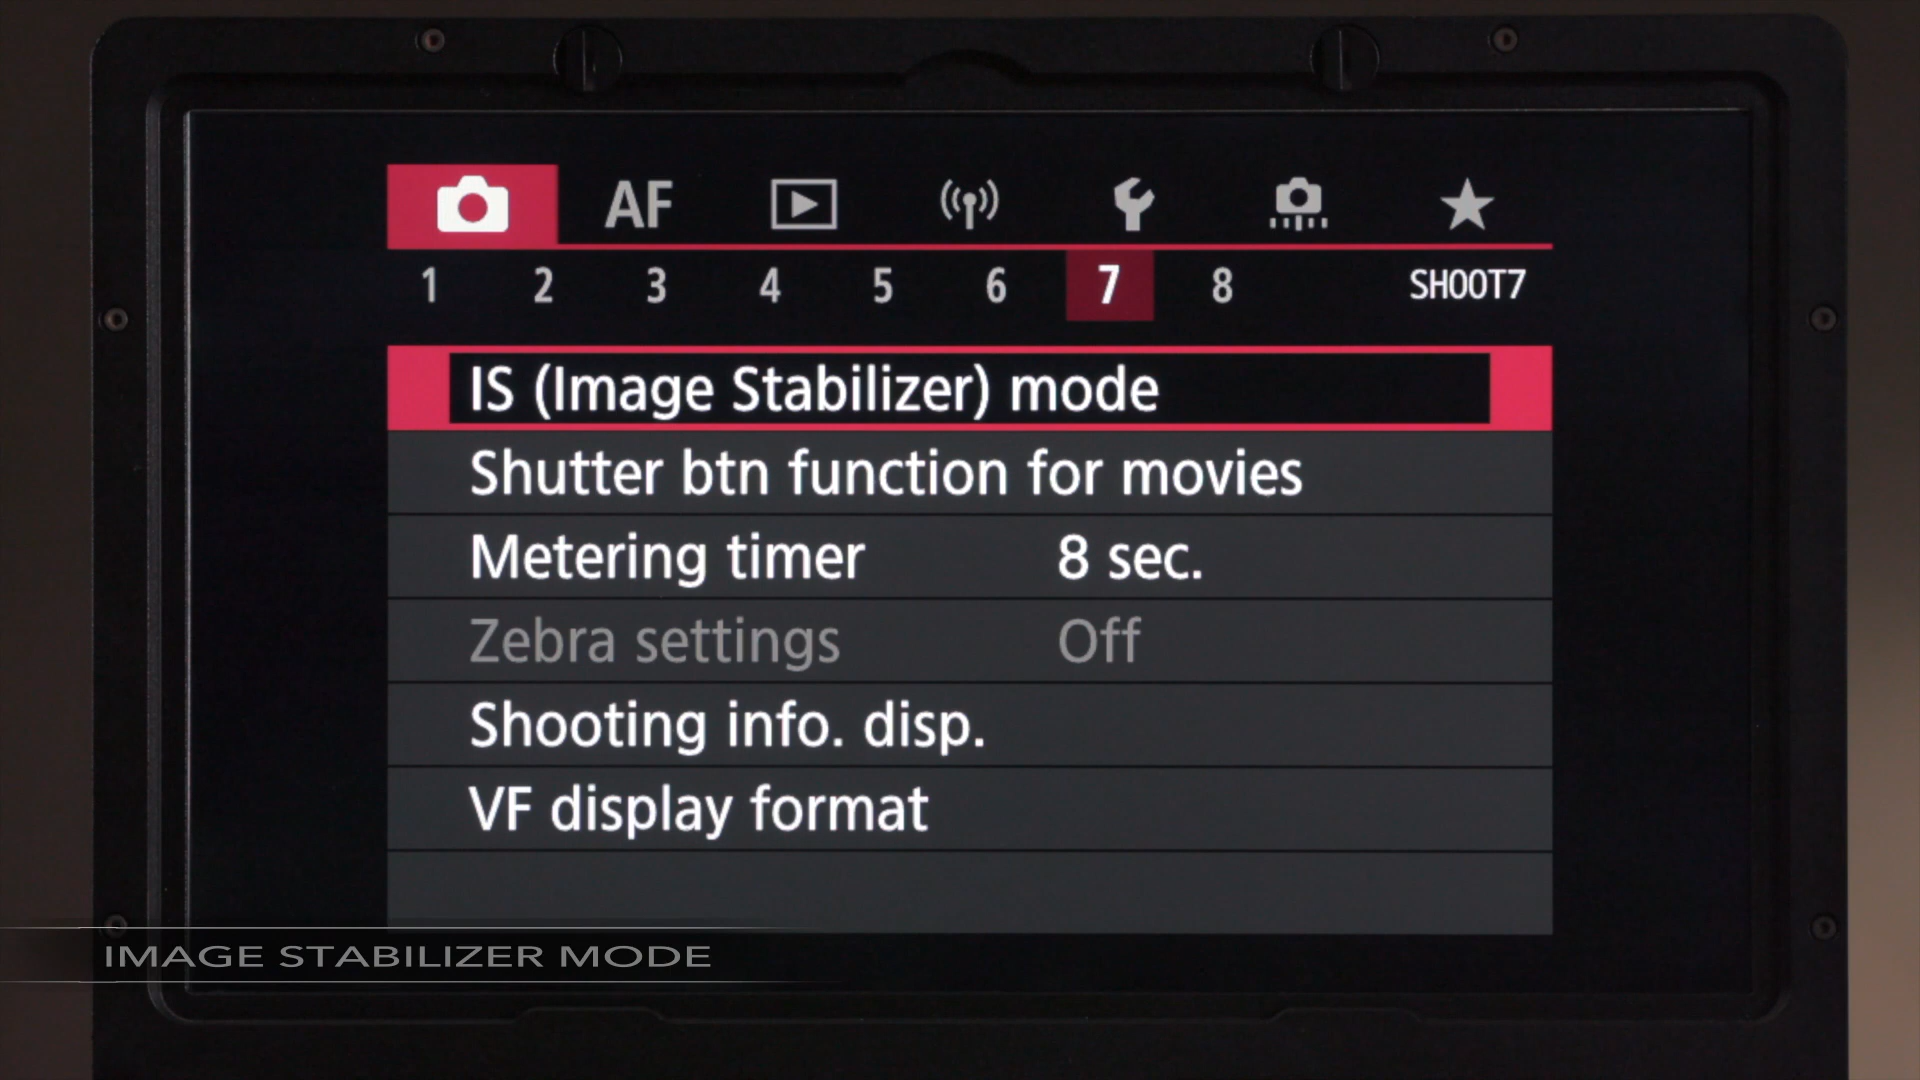 AF
1 2 3 4 5 6 7 8 SHOOT7
IS (Image Stabilizer) mode
Shutter btn function for movies
Metering timer 8 sec.
Zebra settings Off
Shooting info. disp.
VF display format
IMAGE STABILIZER MODE